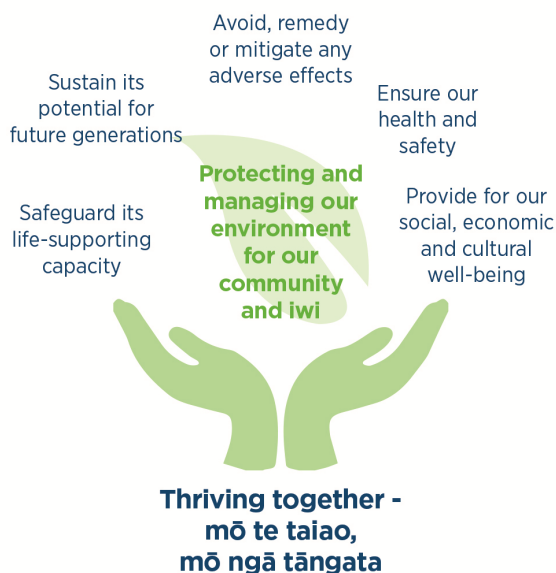 Avoid, remedy
or mitigate any
adverse effects
Sustain its
potential for
future generations
Ensure our
health and
safety
Safeguard its
life-supporting
capacity
Protecting and
managing our
environment
for our
community
and iwi
Provide for our
social, economic
and cultural
well-being
Thriving together -
mō te taiao,
mō ngā tāngata